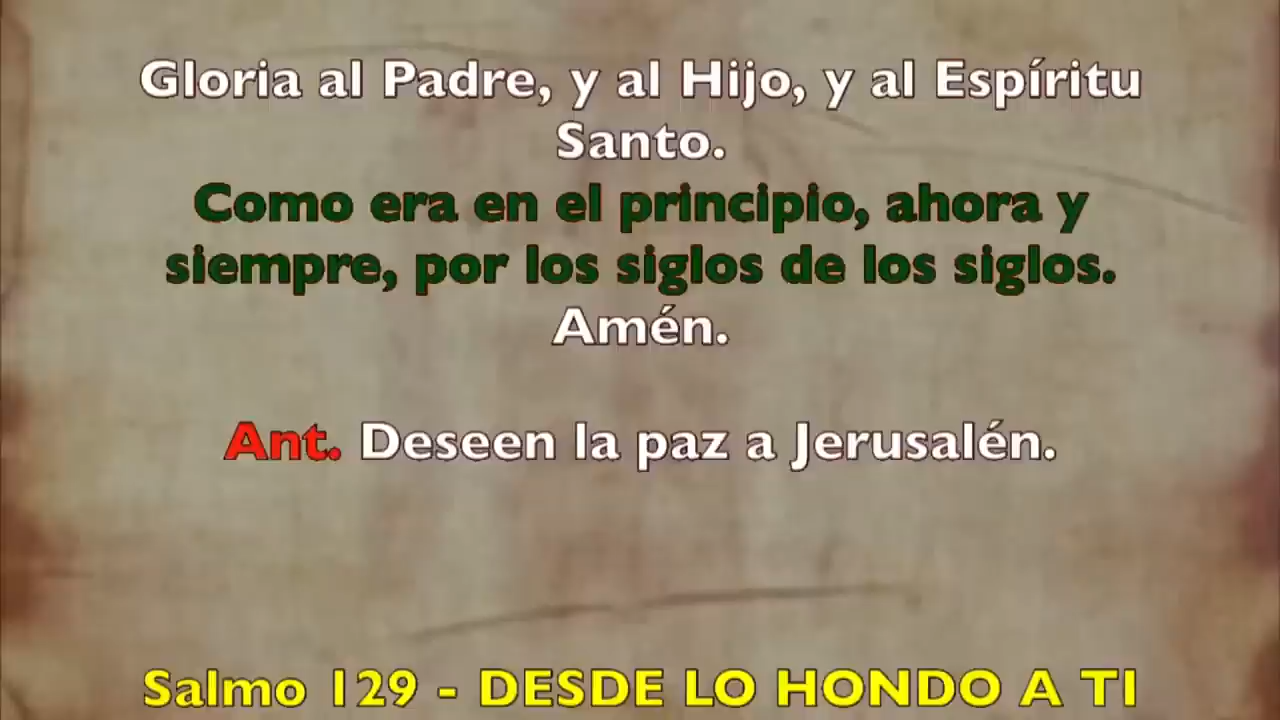 Gloria al Padre, y al Hijo, y al Espíritu
Santo.
Como era en el principio, ahora y
siempre, por los siglos de los siglos.
Amén.
Ant. Deseen la paz a Jerusalén.
Salmo 129 - DESDE LO HONDO A TI